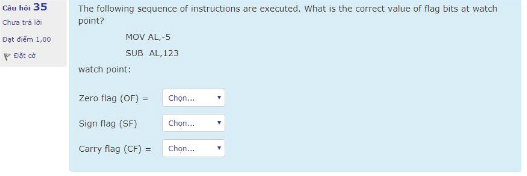 Câu hỏi 35
Chưa trả lời
Đạt điểm 1,00
Đặt cờ
The following sequence of instructions are executed. What is the correct value of flag bits at watch
point?
MOV AL,-5
SUB AL,123
watch point:
Zero flag (OF) = Chọn...
Sign flag (SF) Chọn...
Carry flag (CF) = Chọn...